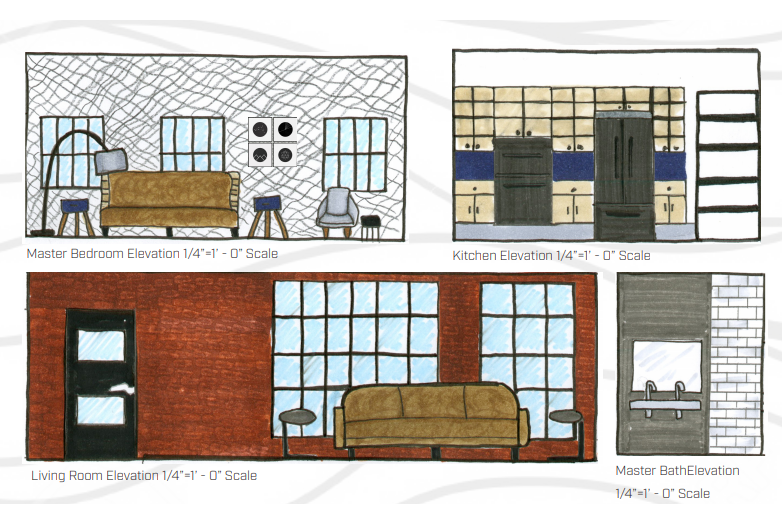 Master Bedroom Elevation 1/4"=1' - 0" Scale
Kitchen Elevation 1/4"=1' - 0" Scale
Living Room Elevation 1/4"=1' - 0" Scale
Master BathElevation
1/4"=1' - 0" Scale